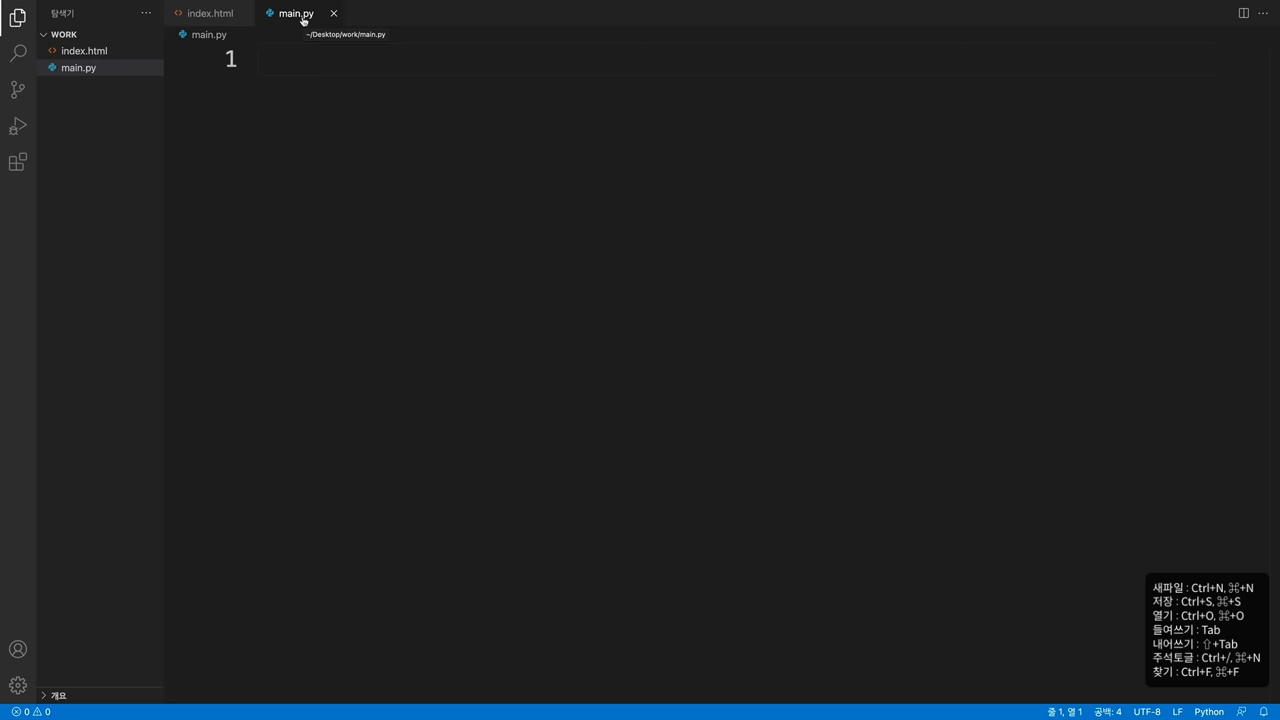 탐색기
index.html
main.py
WORK
main.py
~/Desktop/work/main.py
index.html
main.py
1
새파일 : Ctrl+N, ⌘+N
저장 : Ctrl+S, ⌘+S
열기 : Ctrl+O, ⌘+O
들여쓰기 : Tab
내어쓰기 : ⇧+Tab
주석토글 : Ctrl+/, ⌘+N
찾기 : Ctrl+F, ⌘+F
개요
0 0
줄 1, 열 1
공백: 4
UTF-8
LF
Python